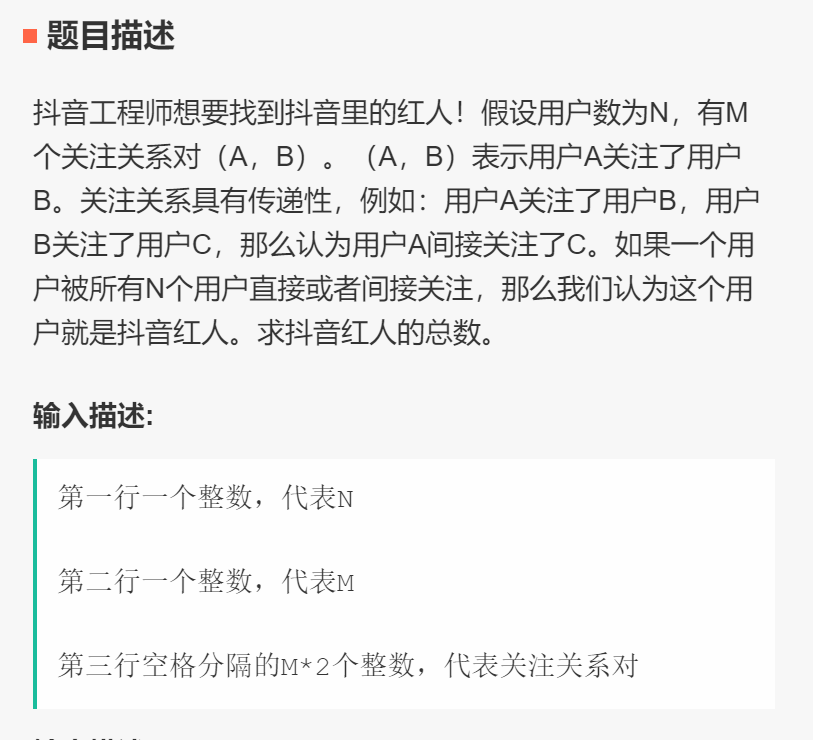 题目描述
抖音工程师想要找到抖音里的红人！假设用户数为N，有M
个关注关系对（A，B）。（A，B）表示用户A关注了用户
B。关注关系具有传递性，例如：用户A关注了用户B，用户
B关注了用户C，那么认为用户A间接关注了C。如果一个用
户被所有N个用户直接或者间接关注，那么我们认为这个用
户就是抖音红人。求抖音红人的总数。
输入描述:
第一行一个整数，代表N
第二行一个整数，代表M
第三行空格分隔的M*2个整数，代表关注关系对